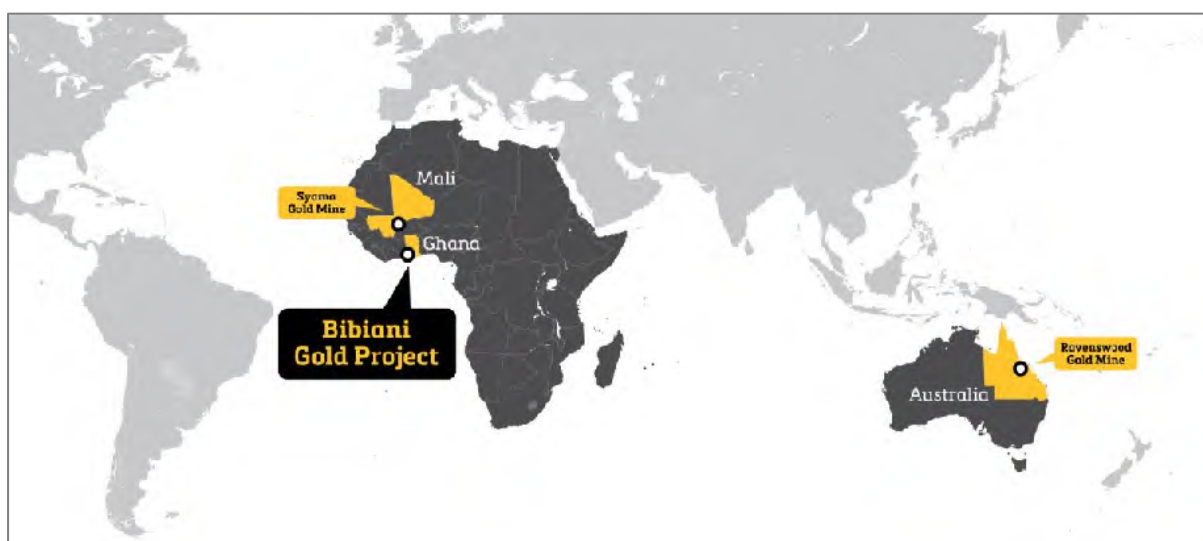 Mali
Syama
Gold Mine
Ghana
Bibiani
Gold Project
Ravenswood
Gold Mine
Australia